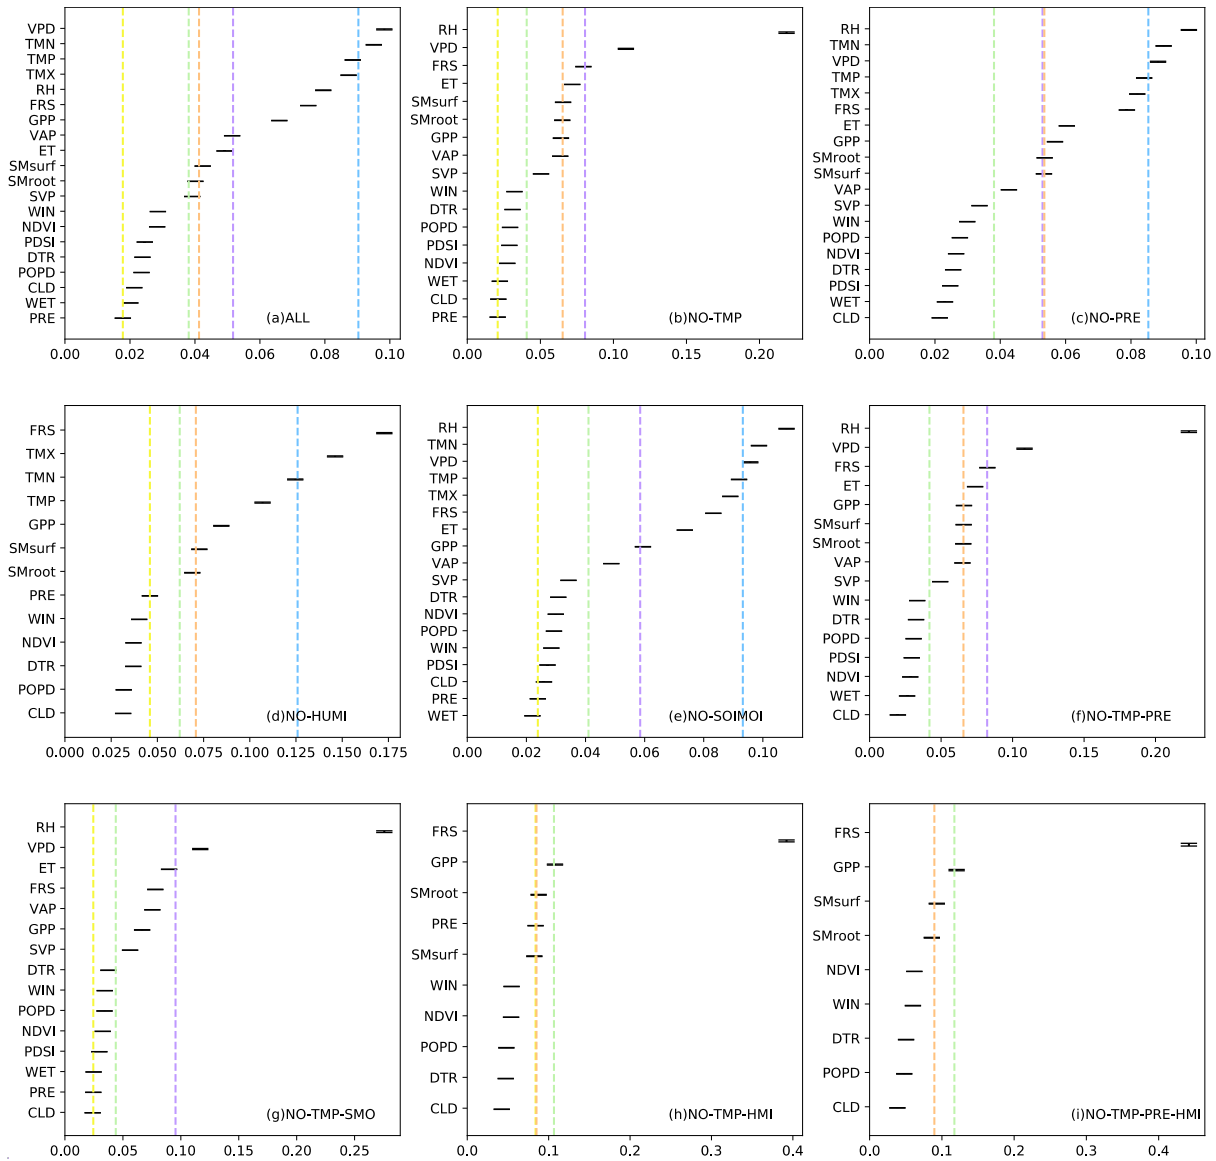 VPD
TMN
TMP
TMX
RH
FRS
GPP
VAP
ET
SMsurf
SMroot
SVP
WIN
NDVI
PDSI
DTR
POPD
CLD
WET
PRE
(a)ALL
0.00 0.02 0.04 0.06 0.08 0.10
RH
VPD
FRS
ET
SMsurf
SMroot
GPP
VAP
SVP
WIN
DTR
POPD
PDSI
NDVI
WET
CLD
PRE
(b)NO-TMP
0.00 0.05 0.10 0.15 0.20
RH
TMN
VPD
TMP
TMX
FRS
ET
GPP
SMroot
SMsurf
VAP
SVP
WIN
POPD
NDVI
DTR
PDSI
WET
CLD
(c)NO-PRE
0.00 0.02 0.04 0.06 0.08 0.10
FRS
TMX
TMN
TMP
GPP
SMsurf
SMroot
PRE
WIN
NDVI
DTR
POPD
CLD
(d)NO-HUMI
0.000 0.025 0.050 0.075 0.100 0.125 0.150 0.175
RH
TMN
VPD
TMP
TMX
FRS
ET
GPP
VAP
SVP
DTR
NDVI
POPD
WIN
PDSI
CLD
PRE
WET
(e)NO-SOIMOI
0.00 0.02 0.04 0.06 0.08 0.10
RH
VPD
FRS
ET
GPP
SMsurf
SMroot
VAP
SVP
WIN
DTR
POPD
PDSI
NDVI
WET
CLD
(f)NO-TMP-PRE
0.00 0.05 0.10 0.15 0.20
RH
VPD
ET
FRS
VAP
GPP
SVP
DTR
WIN
POPD
NDVI
PDSI
WET
PRE
CLD
(g)NO-TMP-SMO
0.00 0.05 0.10 0.15 0.20 0.25
FRS
GPP
SMroot
PRE
SMsurf
WIN
NDVI
POPD
DTR
CLD
(h)NO-TMP-HMI
0.0 0.1 0.2 0.3 0.4
FRS
GPP
SMsurf
SMroot
NDVI
WIN
DTR
POPD
CLD
(i)NO-TMP-PRE-HMI
0.0 0.1 0.2 0.3 0.4